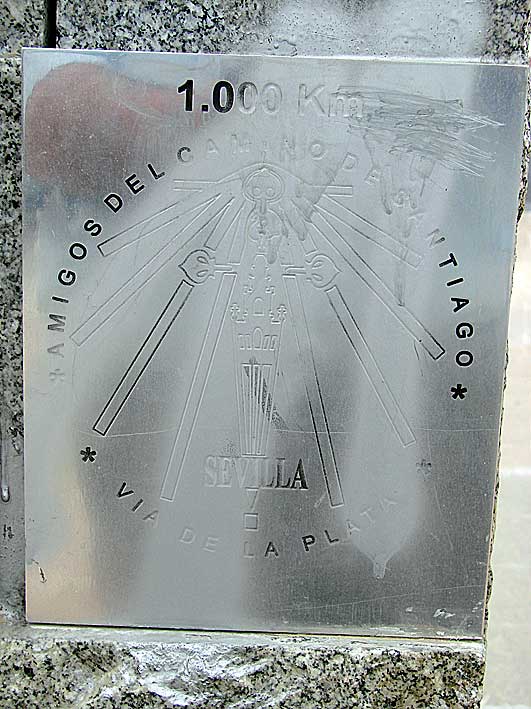 1.000 Km
* AMIGOS DEL CAMINO DE SANTIAGO *
SEVILLA
* VIA DE LA PLATA *